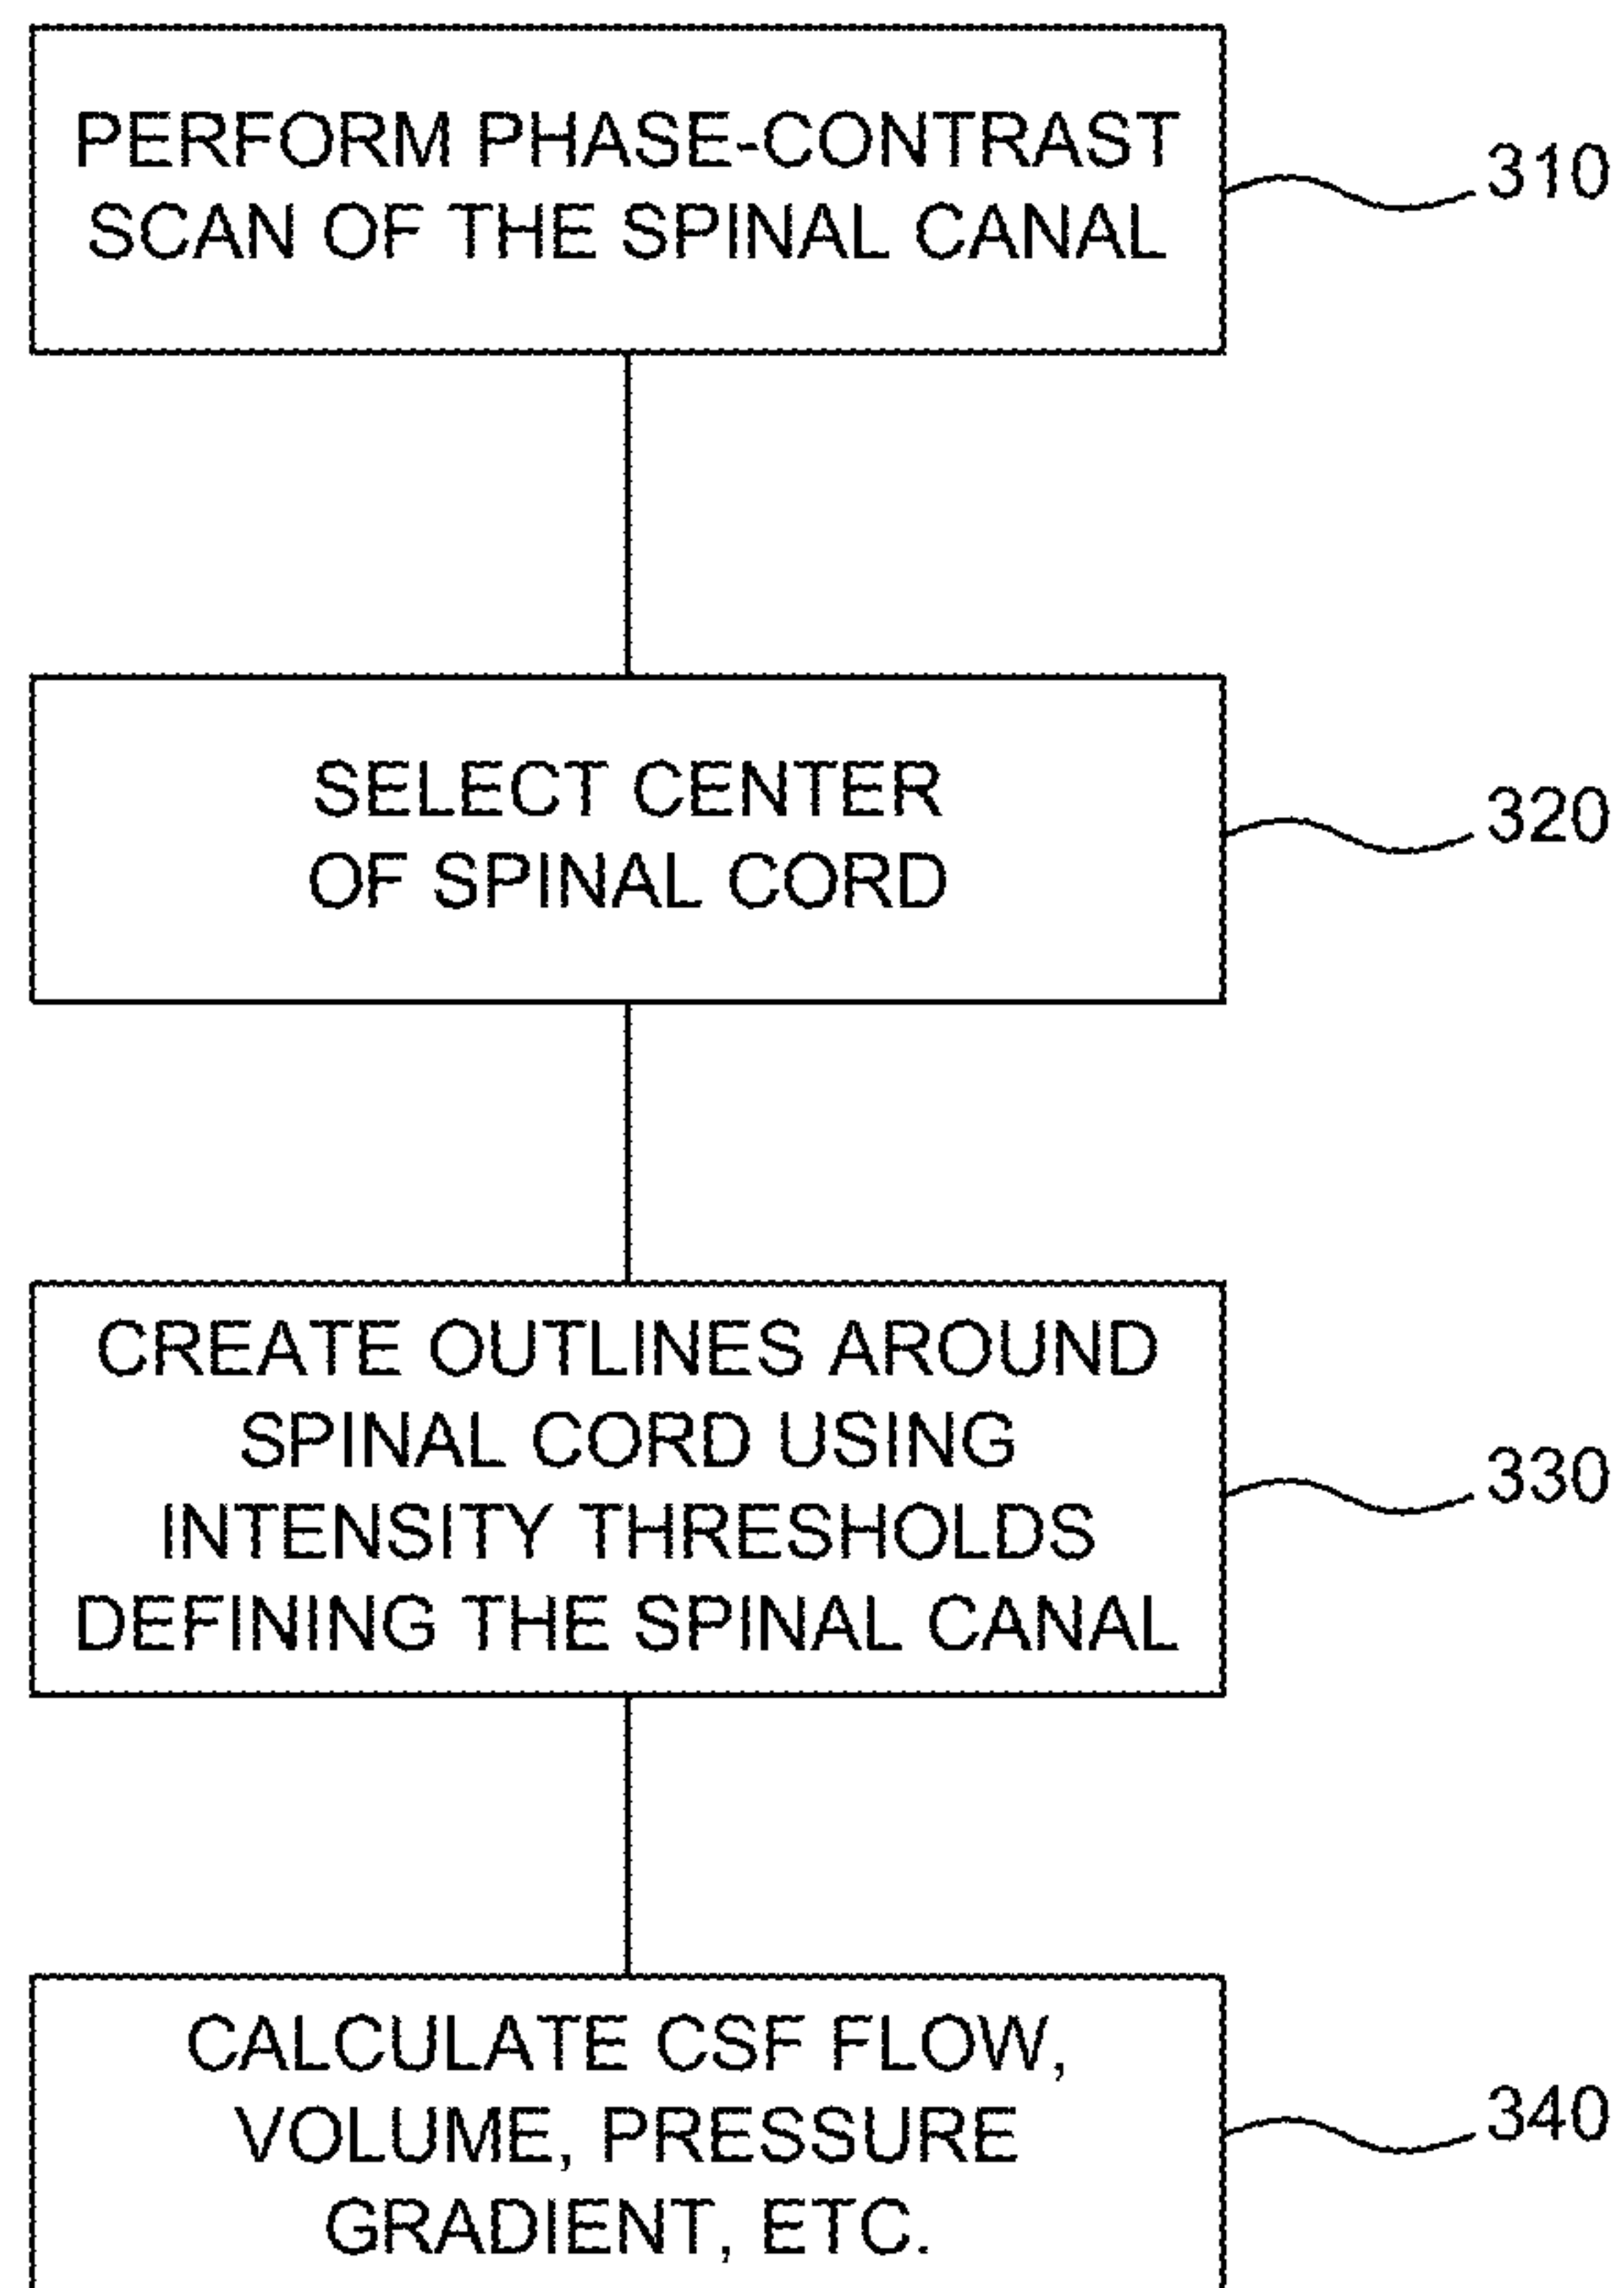 PERFORM PHASE-CONTRAST
SCAN OF THE SPINAL CANAL
310
SELECT CENTER
OF SPINAL CORD
320
CREATE OUTLINES AROUND
SPINAL CORD USING
INTENSITY THRESHOLDS
DEFINING THE SPINAL CANAL
330
CALCULATE CSF FLOW,
VOLUME, PRESSURE
GRADIENT, ETC.
340